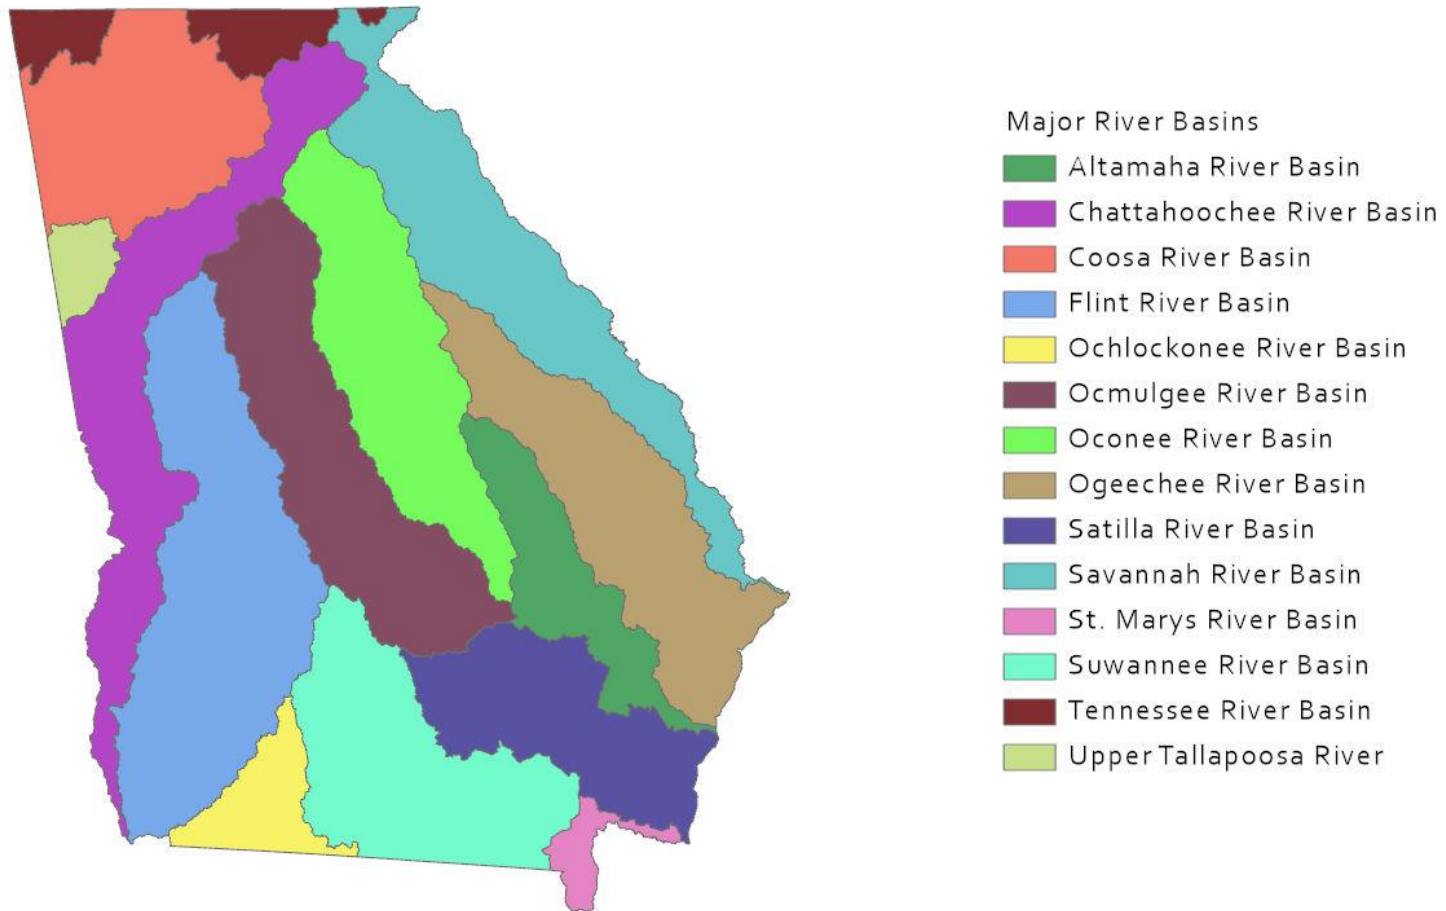 Major River Basins
Altamaha River Basin
Chattahoochee River Basin
Coosa River Basin
Flint River Basin
Ochlockonee River Basin
Ocmulgee River Basin
Oconee River Basin
Ogeechee River Basin
Satilla River Basin
Savannah River Basin
St. Marys River Basin
Suwannee River Basin
Tennessee River Basin
Upper Tallapoosa River